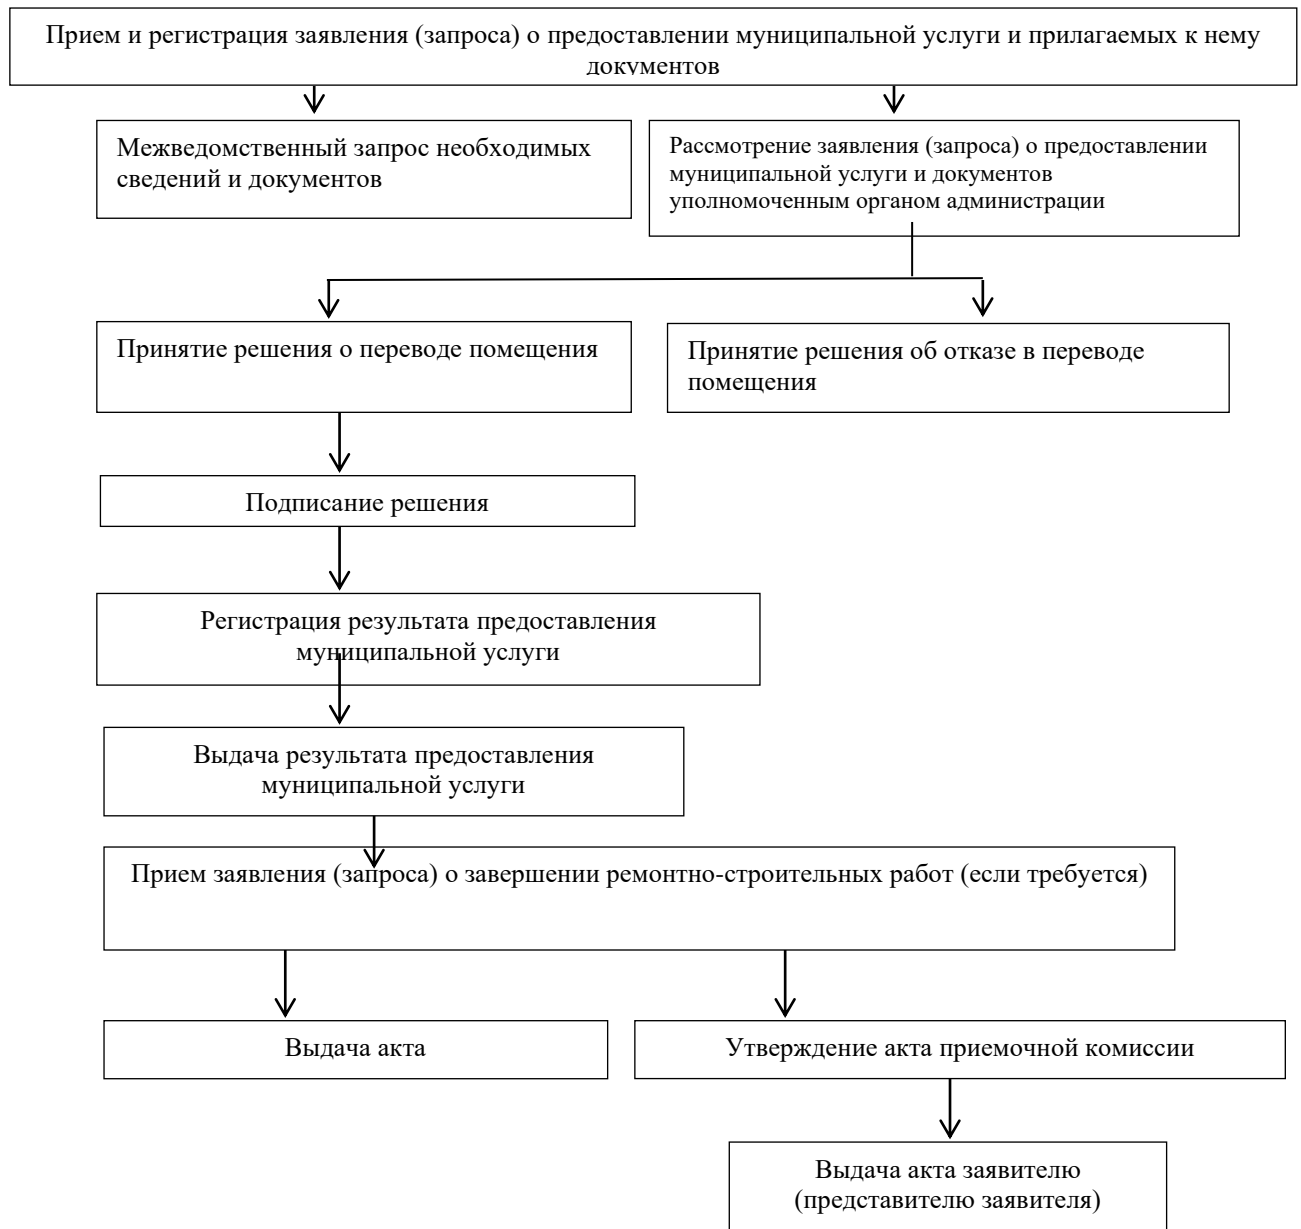 Прием и регистрация заявления (запроса) о предоставлении муниципальной услуги и прилагаемых к нему
документов
Межведомственный запрос необходимых
сведений и документов
Рассмотрение заявления (запроса) о предоставлении
муниципальной услуги и документов
уполномоченным органом администрации
Принятие решения о переводе помещения
Принятие решения об отказе в переводе
помещения
Подписание решения
Регистрация результата предоставления
муниципальной услуги
Выдача результата предоставления
муниципальной услуги
Прием заявления (запроса) о завершении ремонтно-строительных работ (если требуется)
Выдача акта
Утверждение акта приемочной комиссии
Выдача акта заявителю
(представителю заявителя)